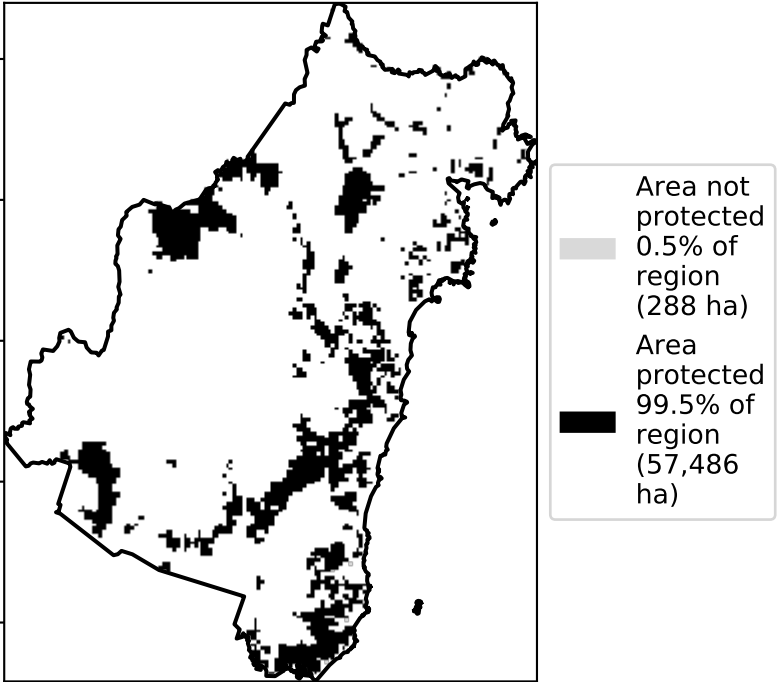 Area not
protected
0.5% of
region
(288 ha)
Area
protected
99.5% of
region
(57,486
ha)